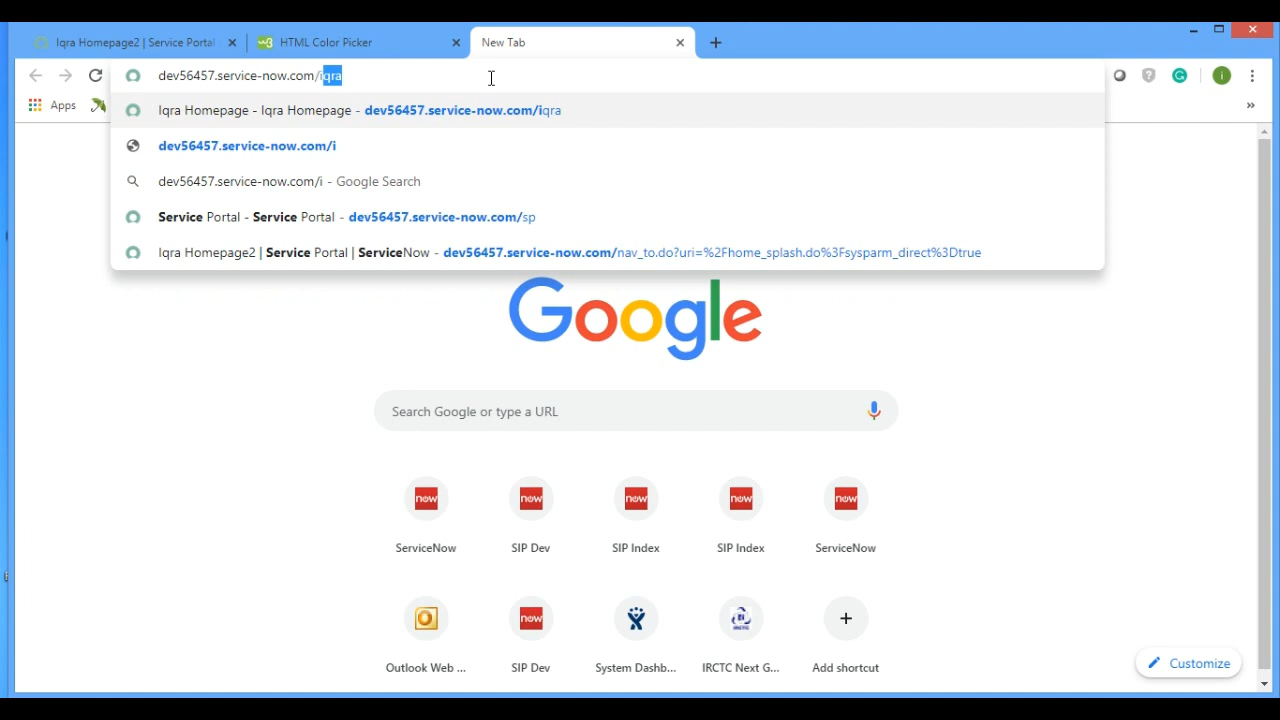 Iqra Homepage2 | Service Portal
HTML Color Picker
New Tab
dev56457.service-now.com/iqra
Iqra Homepage - Iqra Homepage - dev56457.service-now.com/iqra
Apps
dev56457.service-now.com/i
dev56457.service-now.com/i - Google Search
Service Portal - Service Portal - dev56457.service-now.com/sp
Iqra Homepage2 | Service Portal | ServiceNow - dev56457.service-now.com/nav_to.do?uri=%2Fhome_splash.do%3Fsysparm_direct%3Dtrue
Google
Search Google or type a URL
now now now now now
ServiceNow SIP Dev SIP Index SIP Index ServiceNow
now
Outlook Web ... SIP Dev System Dashb... IRCTC Next G... Add shortcut
Customize